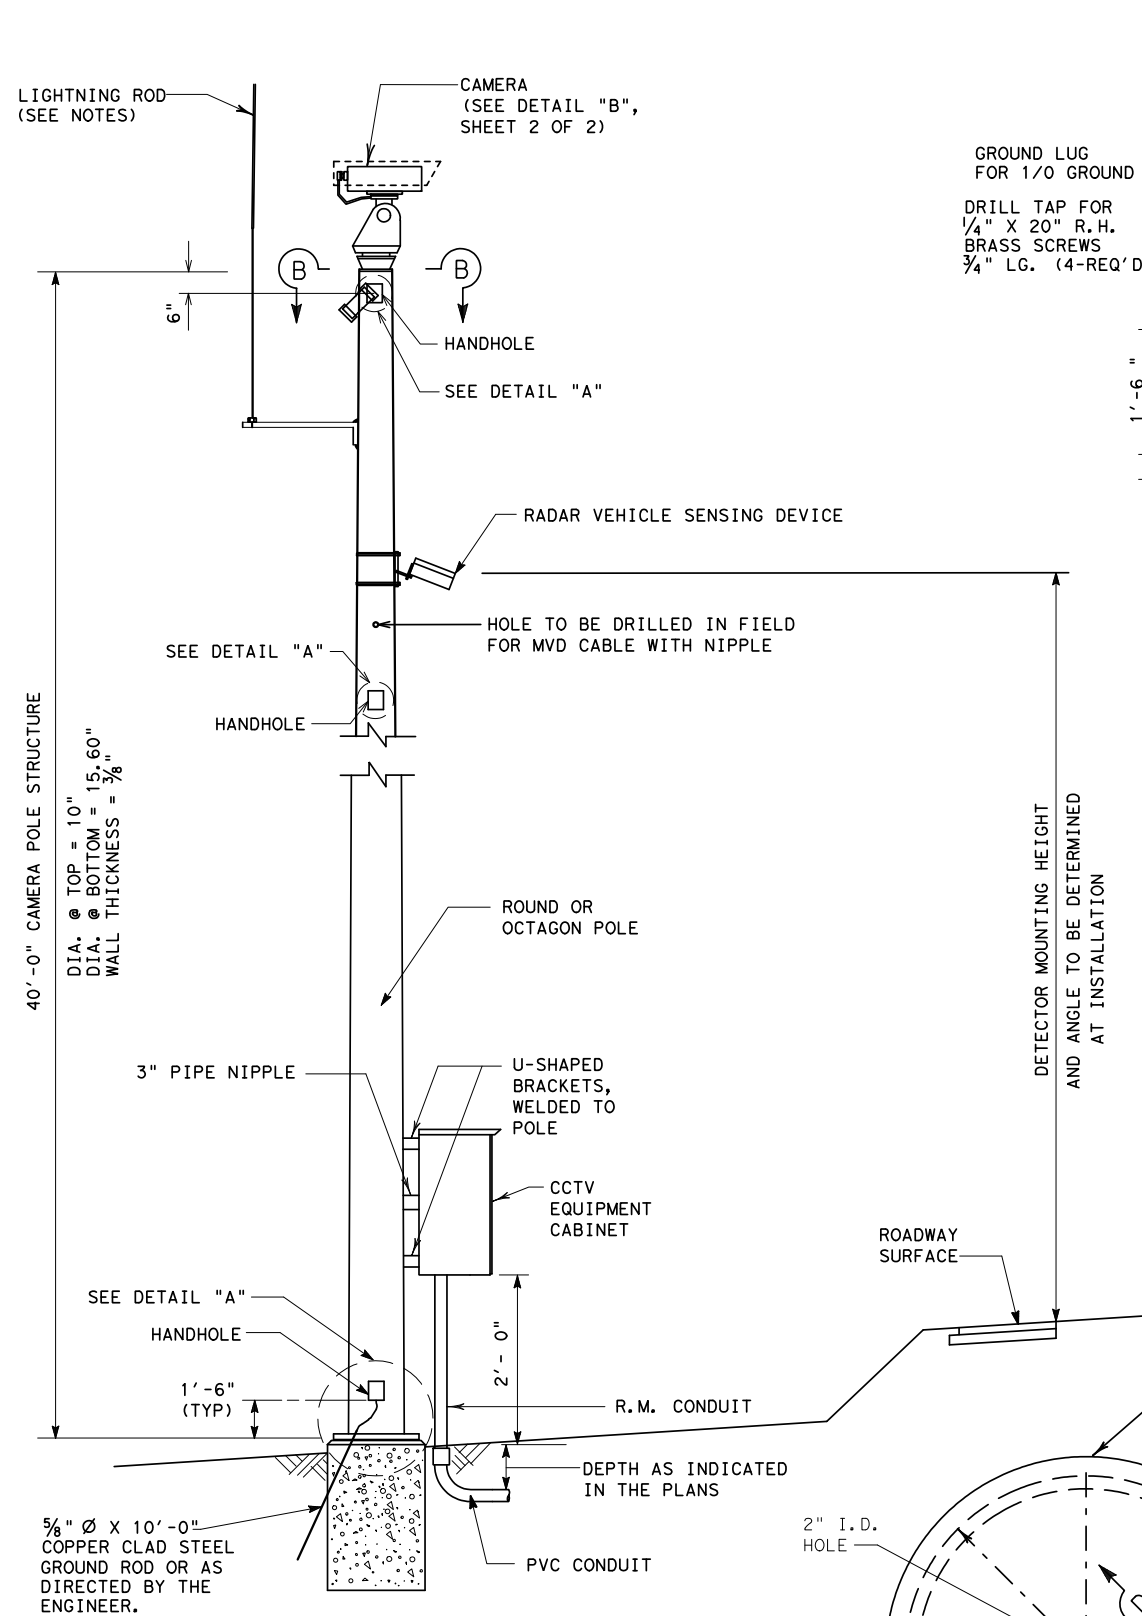 LIGHTNING ROD
(SEE NOTES)
CAMERA
(SEE DETAIL "B",
SHEET 2 OF 2)
GROUND LUG
FOR 1/0 GROUND
DRILL TAP FOR
1/4" X 20" R.H.
BRASS SCREWS
3/4" LG. (4-REQ'D
B
B
6"
HANDHOLE
SEE DETAIL "A"
1'-6"
RADAR VEHICLE SENSING DEVICE
HOLE TO BE DRILLED IN FIELD
FOR MVD CABLE WITH NIPPLE
SEE DETAIL "A"
HANDHOLE
40'-0" CAMERA POLE STRUCTURE
DIA. @ TOP = 10"
DIA. @ BOTTOM = 15.60"
WALL THICKNESS = 3/8"
ROUND OR
OCTAGON POLE
DETECTOR MOUNTING HEIGHT
AND ANGLE TO BE DETERMINED
AT INSTALLATION
3" PIPE NIPPLE
U-SHAPED
BRACKETS,
WELDED TO
POLE
CCTV
EQUIPMENT
CABINET
ROADWAY
SURFACE
SEE DETAIL "A"
HANDHOLE
1'-6"
(TYP)
2'-0"
R.M. CONDUIT
DEPTH AS INDICATED
IN THE PLANS
PVC CONDUIT
5/8" Ø X 10'-0"
COPPER CLAD STEEL
GROUND ROD OR AS
DIRECTED BY THE
ENGINEER.
2" I.D.
HOLE